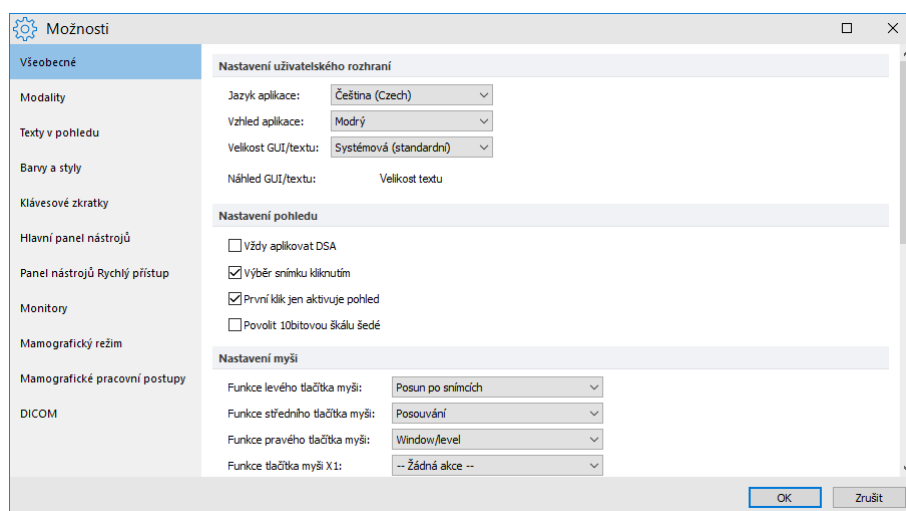 Možnosti
Všeobecné
Modality
Texty v pohledu
Barvy a styly
Klávesové zkratky
Hlavní panel nástrojů
Panel nástrojů Rychlý přístup
Monitory
Mamografický režim
Mamografické pracovní postupy
DICOM
Nastavení uživatelského rozhraní
Jazyk aplikace: Čeština (Czech)
Vzhled aplikace: Modrý
Velikost GUI/textu: Systémová (standardní)
Náhled GUI/textu: Velikost textu
Nastavení pohledu
Vždy aplikovat DSA
Výběr snímku kliknutím
První klik jen aktivuje pohled
Povolit 10bitovou škálu šedé
Nastavení myši
Funkce levého tlačítka myši: Posun po snímcích
Funkce středního tlačítka myši: Posouvání
Funkce pravého tlačítka myši: Window/level
Funkce tlačítka myši X1: -- Žádná akce --
OK Zrušit